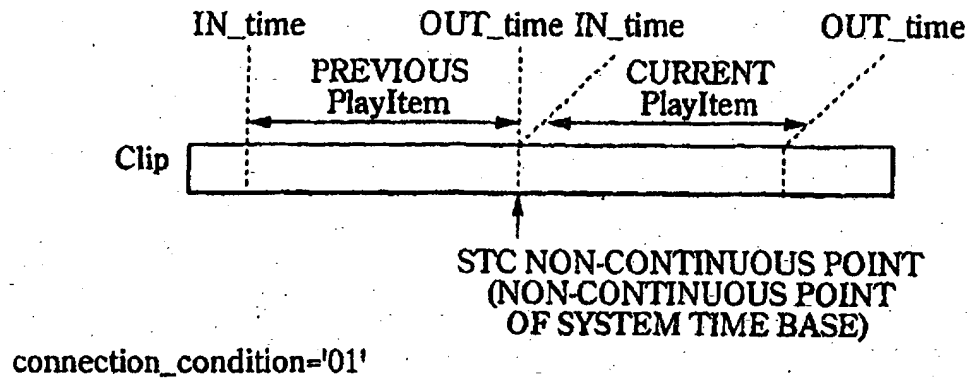 IN_time OUT_time IN_time OUT_time
PREVIOUS PlayItem
CURRENT PlayItem
Clip
STC NON-CONTINUOUS POINT
(NON-CONTINUOUS POINT
OF SYSTEM TIME BASE)
connection_condition='01'